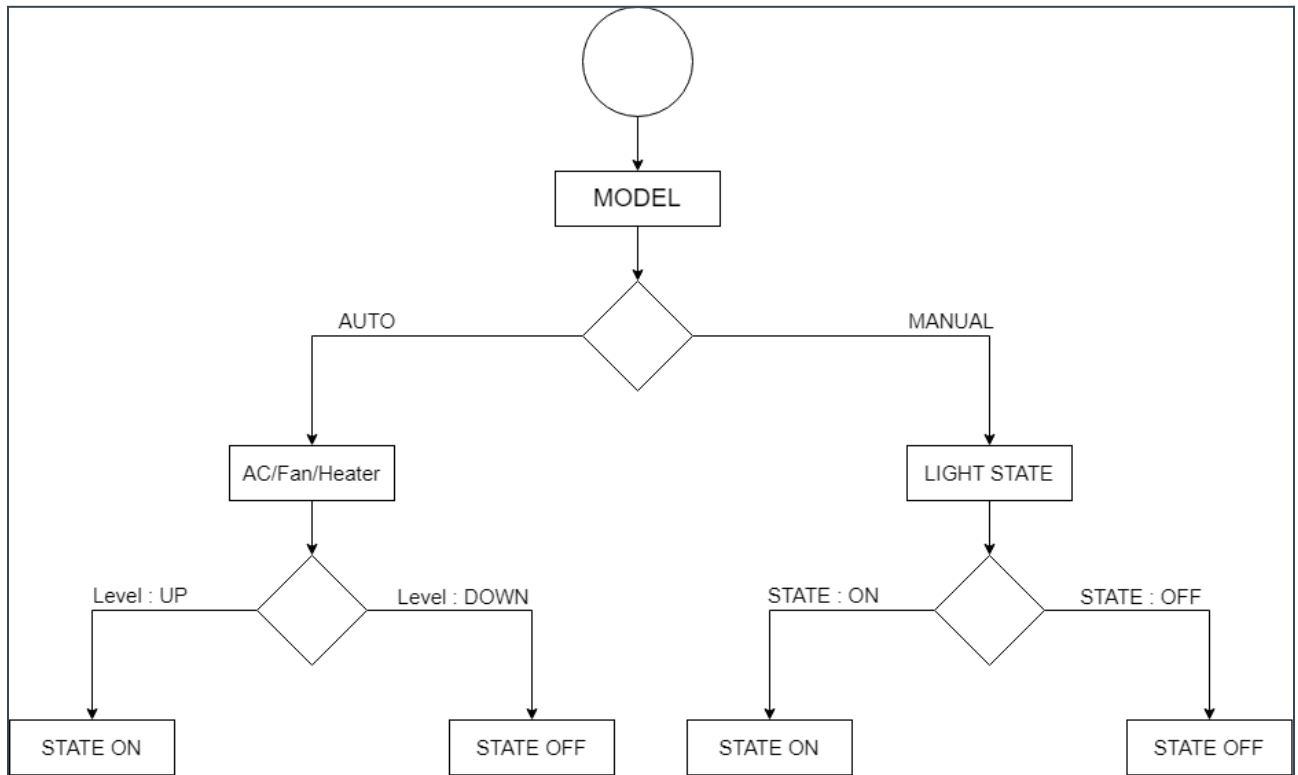 MODEL
AUTO
MANUAL
AC/Fan/Heater
LIGHT STATE
Level : UP
Level : DOWN
STATE : ON
STATE : OFF
STATE ON
STATE OFF
STATE ON
STATE OFF